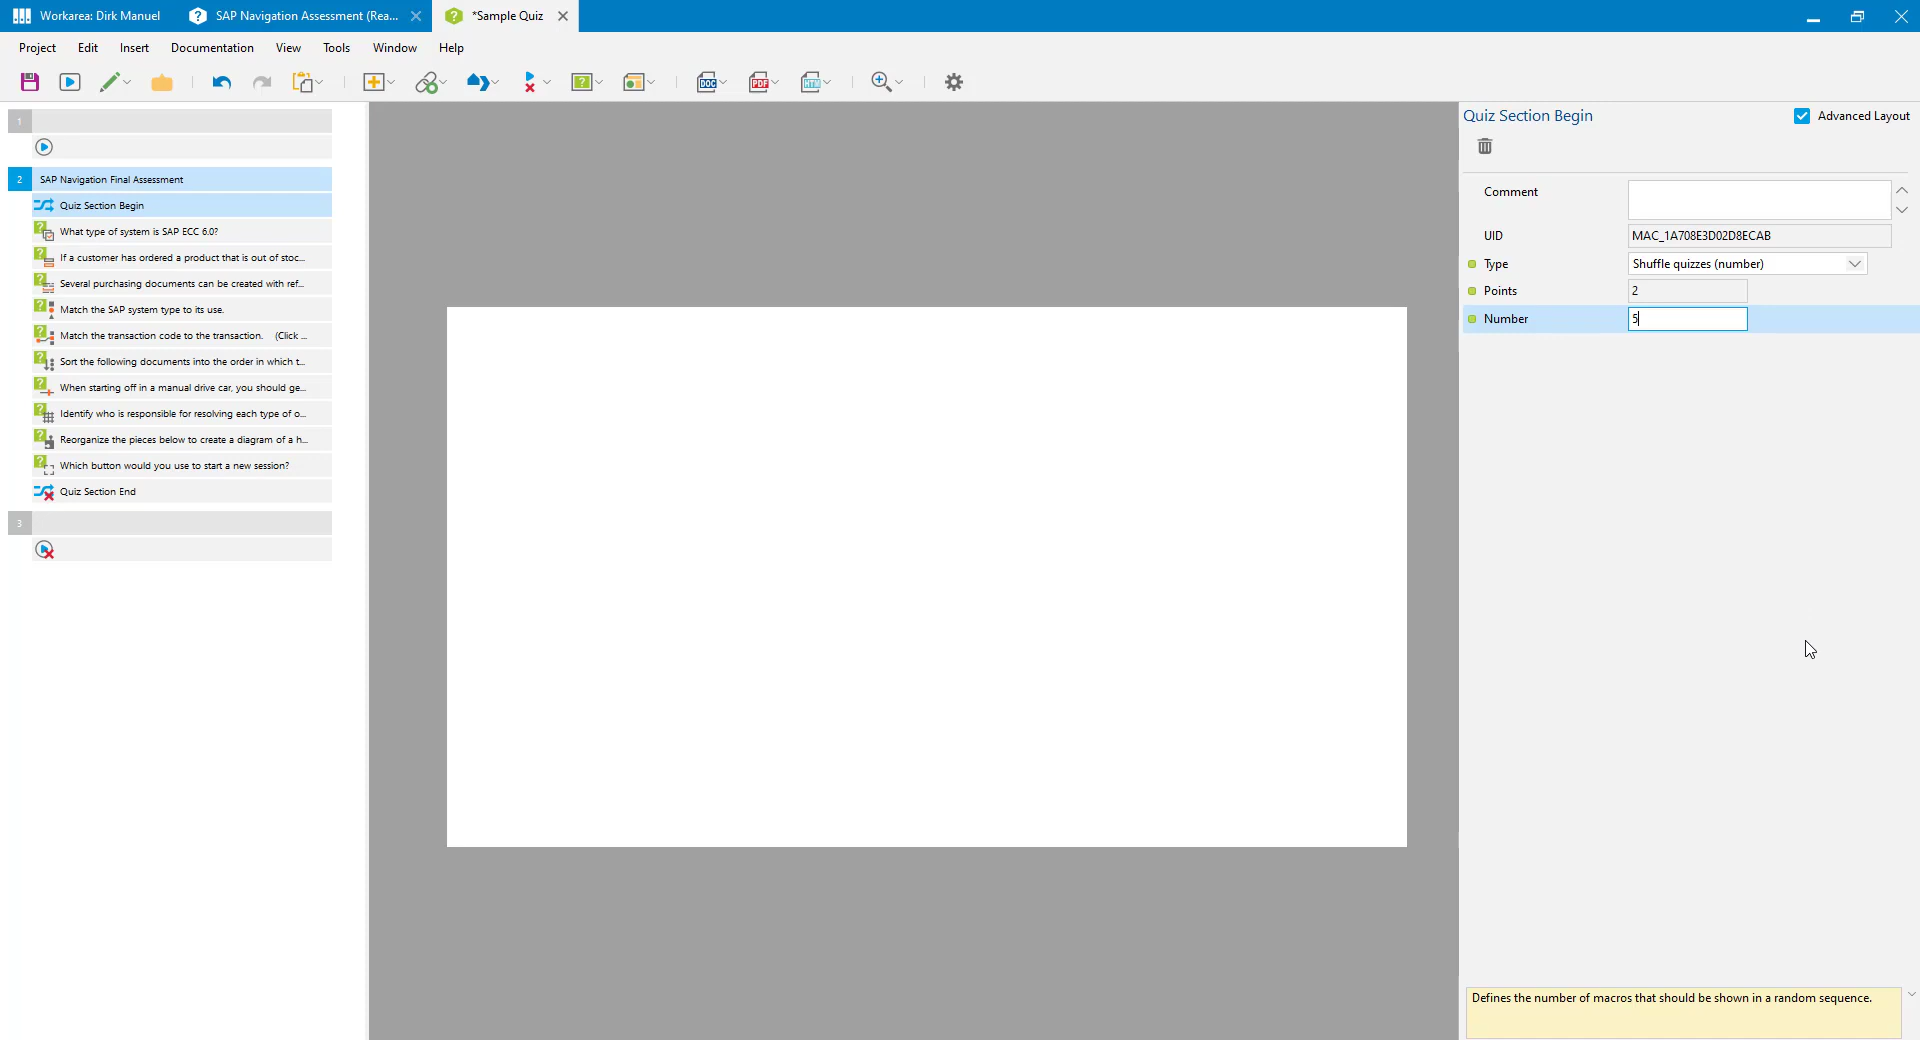 Workarea: Dirk Manuel
SAP Navigation Assessment (Rea...
*Sample Quiz
Project Edit Insert Documentation View Tools Window Help
DOC PDF HTM
1
2 SAP Navigation Final Assessment
Quiz Section Begin
What type of system is SAP ECC 6.0?
If a customer has ordered a product that is out of stoc...
Several purchasing documents can be created with ref...
Match the SAP system type to its use.
Match the transaction code to the transaction. (Click ...
Sort the following documents into the order in which t...
When starting off in a manual drive car, you should ge...
Identify who is responsible for resolving each type of o...
Reorganize the pieces below to create a diagram of a h...
Which button would you use to start a new session?
Quiz Section End
3
Quiz Section Begin
Advanced Layout
Comment
UID MAC_1A708E3D02D8ECAB
Type Shuffle quizzes (number)
Points 2
Number 5
Defines the number of macros that should be shown in a random sequence.